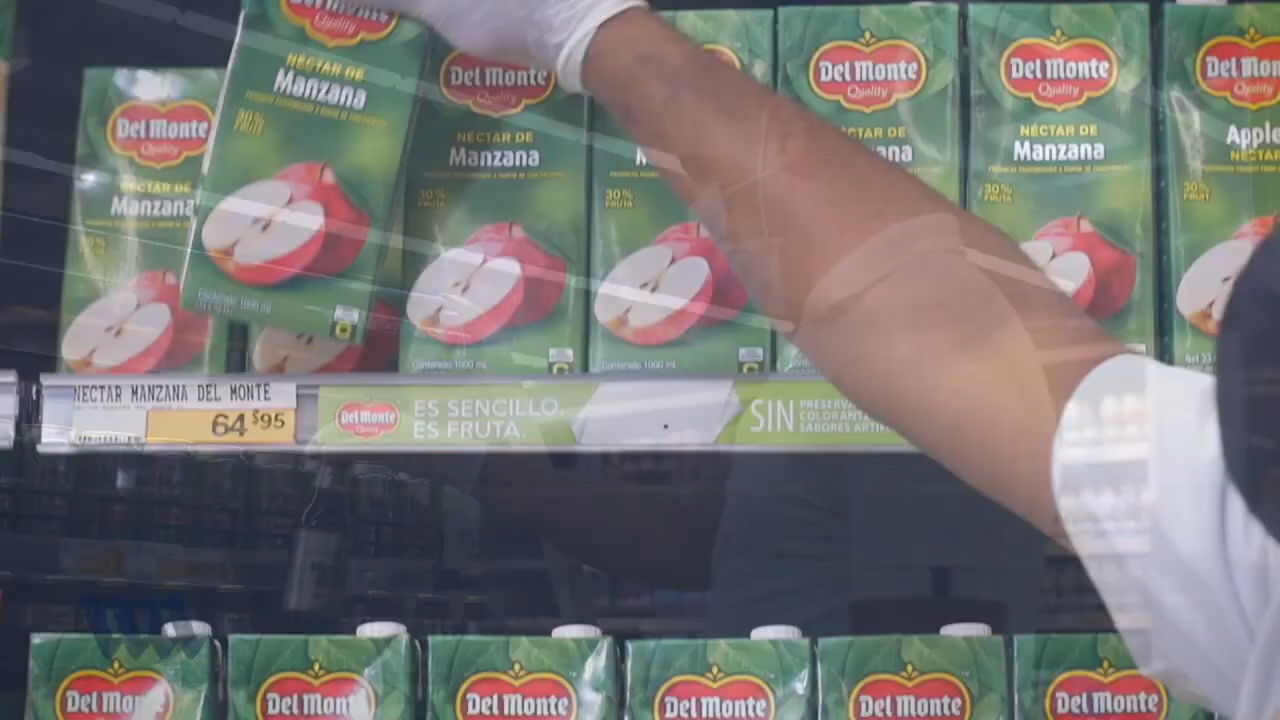 Del Monte
Quality
NÉCTAR DE
Manzana
30%
FRUTA
Del Monte
Quality
NÉCTAR DE
Manzana
30%
FRUTA
Contenido 1000 mL
Del Monte
Quality
NÉCTAR DE
Manzana
30%
FRUTA
Contenido 1000 mL
30%
FRUTA
Contenido 1000 mL
Del Monte
Quality
Del Monte
Quality
NÉCTAR DE
Manzana
30%
FRUTA
Del Monte
Quality
Apple
NÉCTAR
30%
FRUIT
NECTAR MANZANA DEL MONTE
64 $95
Del Monte
Quality
ES SENCILLO.
ES FRUTA.
SIN
Del Monte
Del Monte
Del Monte
Del Monte
Del Monte
Del Monte